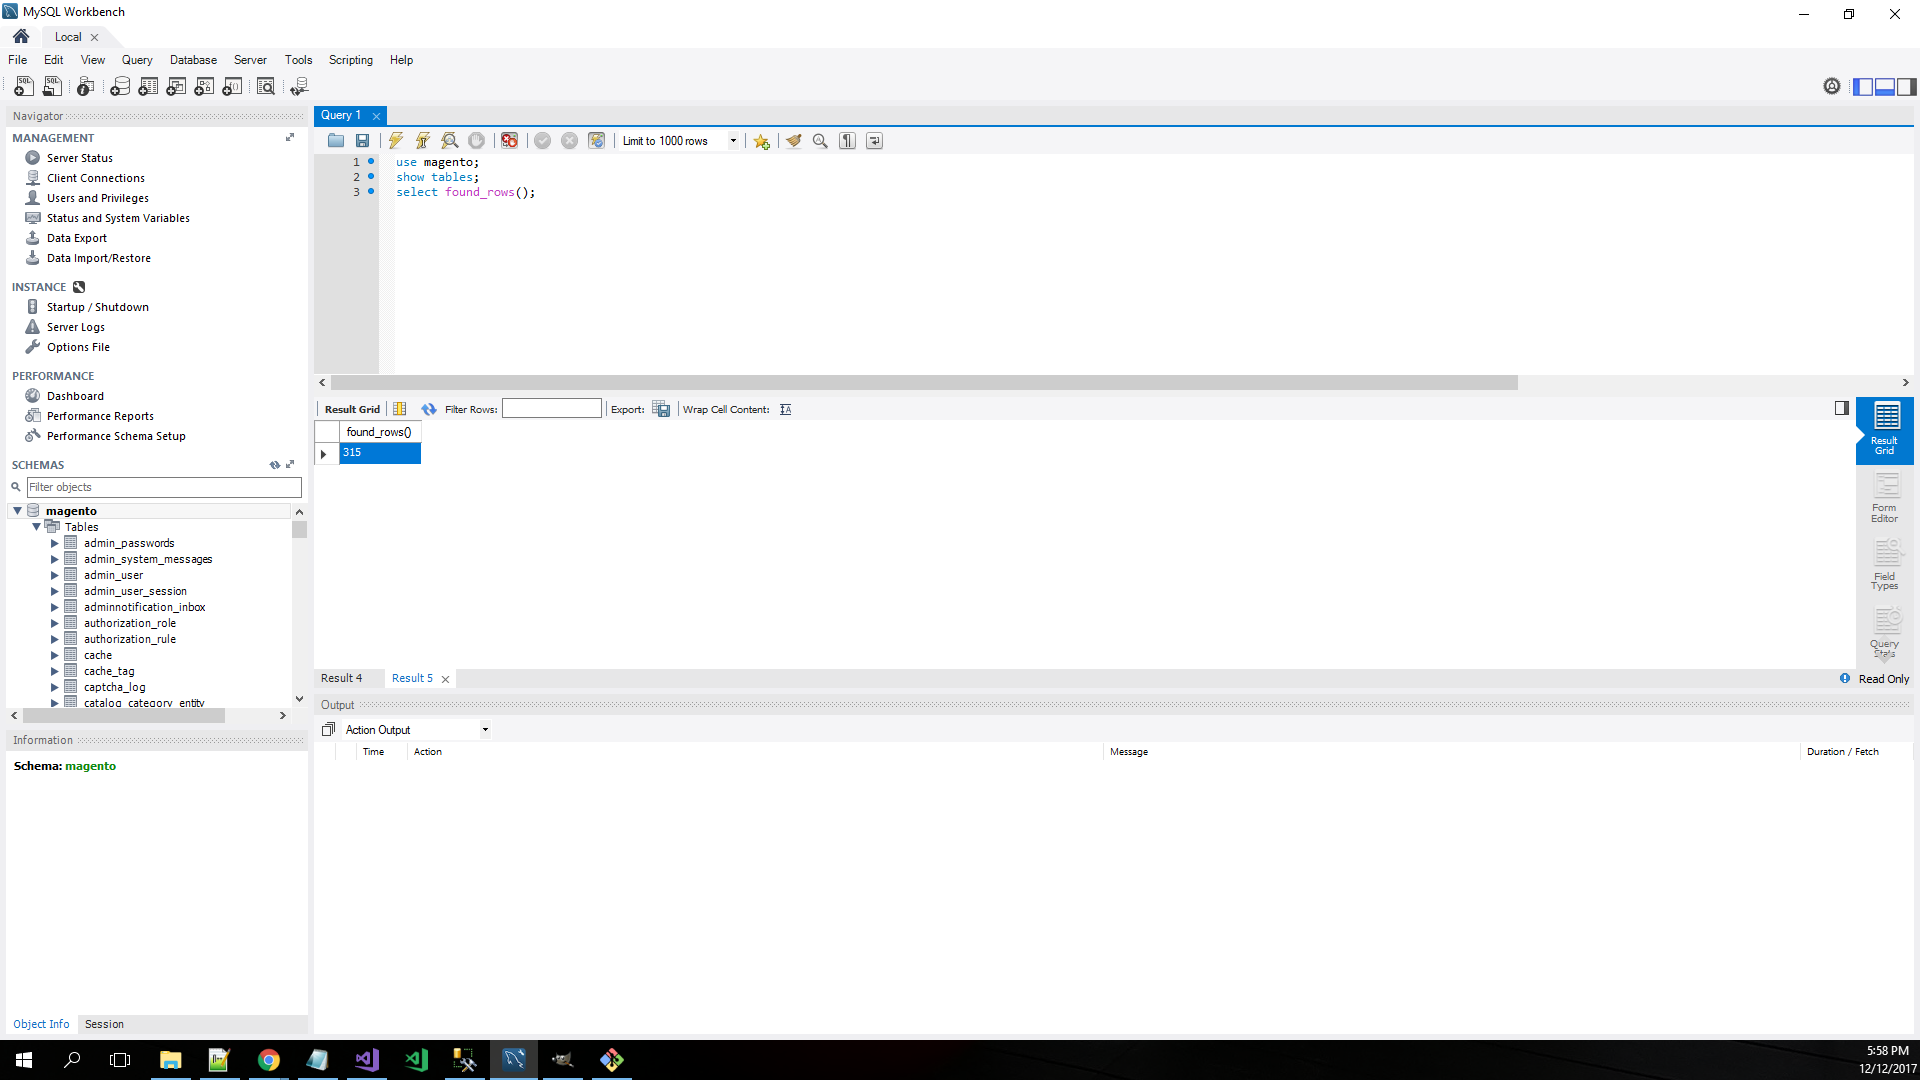 MySQL Workbench
Local
File Edit View Query Database Server Tools Scripting Help
Navigator
MANAGEMENT
Server Status
Client Connections
Users and Privileges
Status and System Variables
Data Export
Data Import/Restore
INSTANCE
Startup / Shutdown
Server Logs
Options File
PERFORMANCE
Dashboard
Performance Reports
Performance Schema Setup
SCHEMAS
Filter objects
magento
Tables
admin_passwords
admin_system_messages
admin_user
admin_user_session
adminnotification_inbox
authorization_role
authorization_rule
cache
cache_tag
captcha_log
catalog_category_entity
Information
Schema: magento
Object Info Session
Query 1
Limit to 1000 rows
1 use magento;
2 show tables;
3 select found_rows();
Result Grid Filter Rows: Export: Wrap Cell Content:
found_rows()
315
Result
Grid
Form
Editor
Field
Types
Query
Stats
Result 4 Result 5
Read Only
Output
Action Output
Time Action Message Duration / Fetch
5:58 PM
12/12/2017